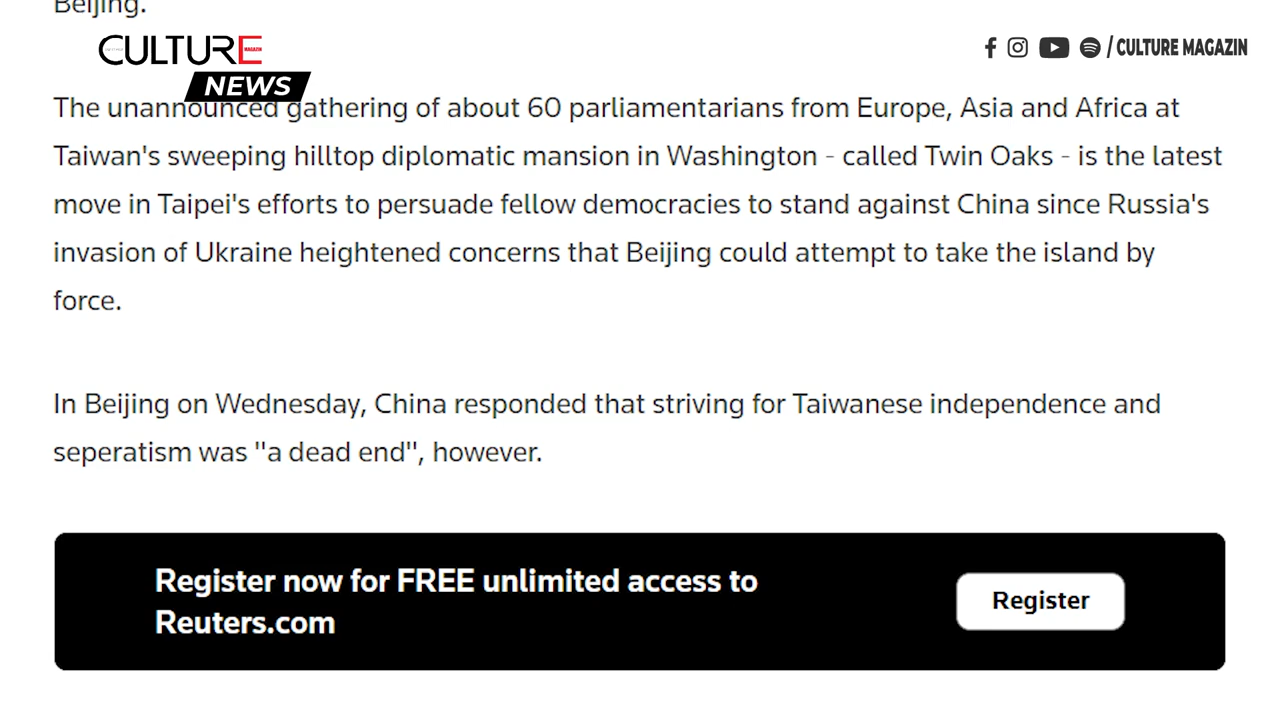 Beijing.
CULTURE
MAGAZIN
NEWS
/ CULTURE MAGAZIN
The unannounced gathering of about 60 parliamentarians from Europe, Asia and Africa at
Taiwan's sweeping hilltop diplomatic mansion in Washington - called Twin Oaks - is the latest
move in Taipei's efforts to persuade fellow democracies to stand against China since Russia's
invasion of Ukraine heightened concerns that Beijing could attempt to take the island by
force.
In Beijing on Wednesday, China responded that striving for Taiwanese independence and
seperatism was "a dead end", however.
Register now for FREE unlimited access to
Reuters.com
Register